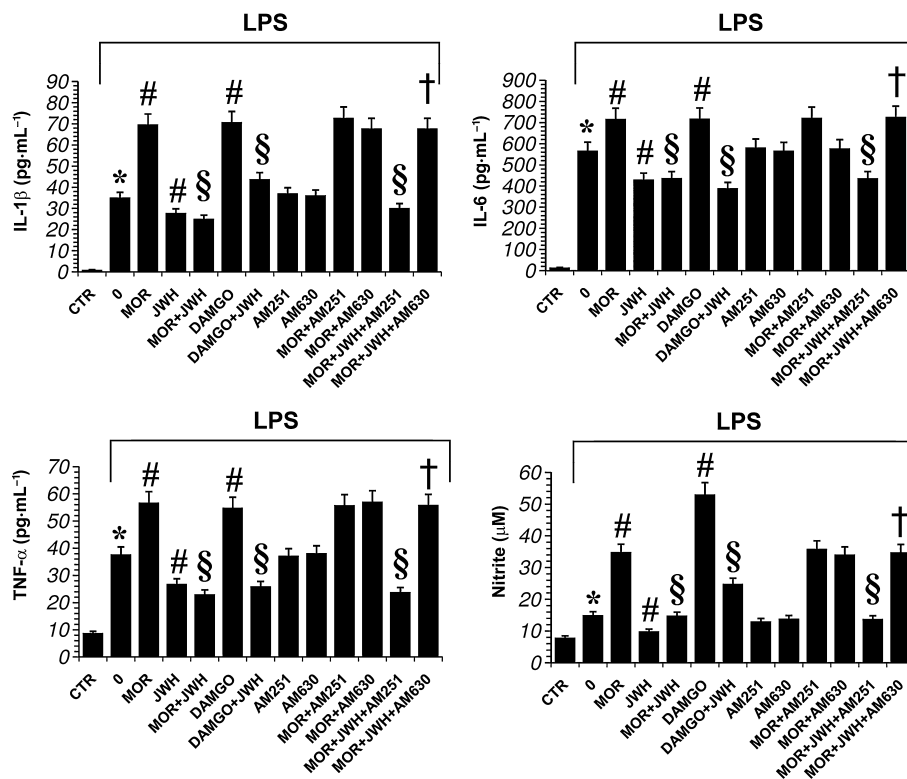 LPS
IL-1β (pg·mL⁻¹)
90
80
70
60
50
40
30
20
10
0
* # # § # § § †
CTR 0 MOR JWH MOR+JWH DAMGO DAMGO+JWH AM251 AM630 MOR+AM251 MOR+AM630 MOR+JWH+AM251 MOR+JWH+AM630
LPS
IL-6 (pg·mL⁻¹)
900
800
700
600
500
400
300
200
100
0
* # # § # § § †
CTR 0 MOR JWH MOR+JWH DAMGO DAMGO+JWH AM251 AM630 MOR+AM251 MOR+AM630 MOR+JWH+AM251 MOR+JWH+AM630
LPS
TNF-α (pg·mL⁻¹)
70
60
50
40
30
20
10
0
* # # § # § § †
CTR 0 MOR JWH MOR+JWH DAMGO DAMGO+JWH AM251 AM630 MOR+AM251 MOR+AM630 MOR+JWH+AM251 MOR+JWH+AM630
LPS
Nitrite (µM)
60
50
40
30
20
10
0
* # # § # § § †
CTR 0 MOR JWH MOR+JWH DAMGO DAMGO+JWH AM251 AM630 MOR+AM251 MOR+AM630 MOR+JWH+AM251 MOR+JWH+AM630